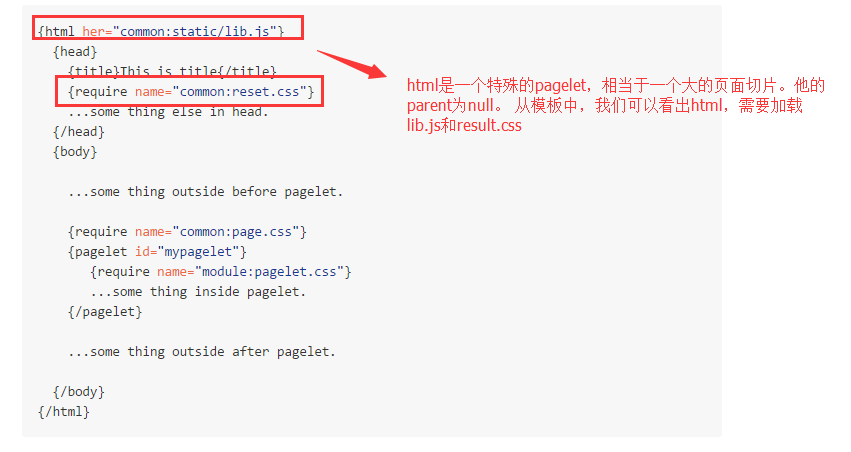 {html her="common:static/lib.js"}
{head}
{title}This is title{/title}
{require name="common:reset.css"}
...some thing else in head.
{/head}
{body}
...some thing outside before pagelet.
{require name="common:page.css"}
{pagelet id="mypagelet"}
{require name="module:pagelet.css"}
...some thing inside pagelet.
{/pagelet}
...some thing outside after pagelet.
{/body}
{/html}
html是一个特殊的pagelet，相当于一个大的页面切片。他的
parent为null。 从模板中，我们可以看出html，需要加载
lib.js和result.css